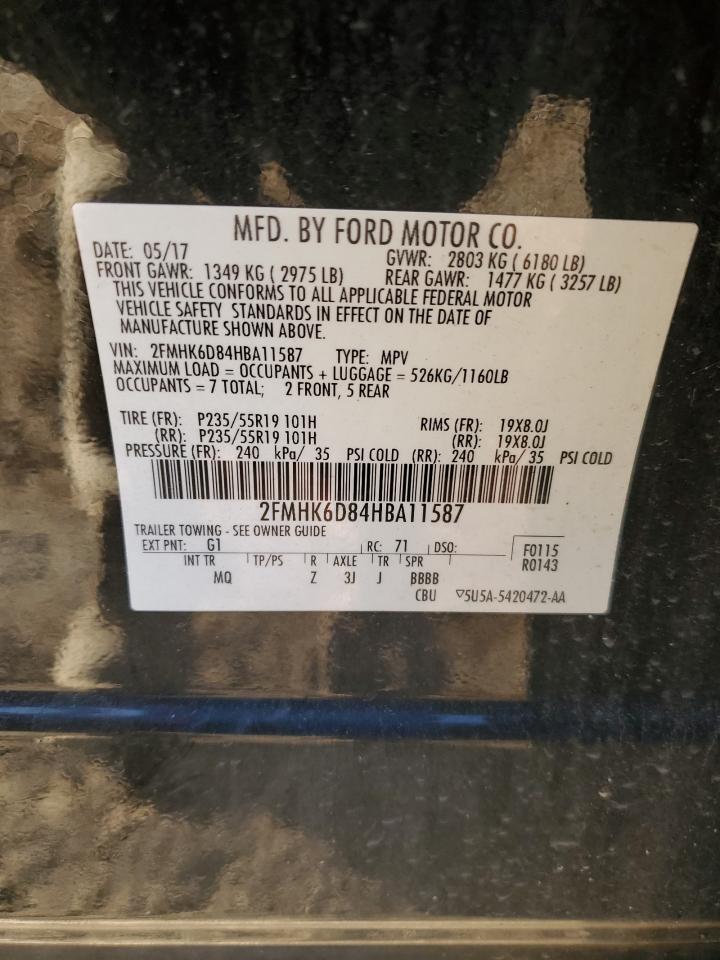 MFD. BY FORD MOTOR CO.
DATE: 05/17 GVWR: 2803 KG ( 6180 LB)
FRONT GAWR: 1349 KG ( 2975 LB) REAR GAWR: 1477 KG ( 3257 LB)
THIS VEHICLE CONFORMS TO ALL APPLICABLE FEDERAL MOTOR
VEHICLE SAFETY STANDARDS IN EFFECT ON THE DATE OF
MANUFACTURE SHOWN ABOVE.
VIN: 2FMHK6D84HBA11587 TYPE: MPV
MAXIMUM LOAD = OCCUPANTS + LUGGAGE = 526KG/1160LB
OCCUPANTS = 7 TOTAL; 2 FRONT, 5 REAR
TIRE (FR): P235/55R19 101H RIMS (FR): 19X8.0J
(RR): P235/55R19 101H (RR): 19X8.0J
PRESSURE (FR): 240 kPa/ 35 PSI COLD (RR): 240 kPa/ 35 PSI COLD
2FMHK6D84HBA11587
TRAILER TOWING - SEE OWNER GUIDE
EXT PNT: G1 RC: 71 DSO: F0115
INT TR TP/PS R AXLE TR SPR R0143
MQ Z 3J J BBBB
CBU ▽5U5A-5420472-AA